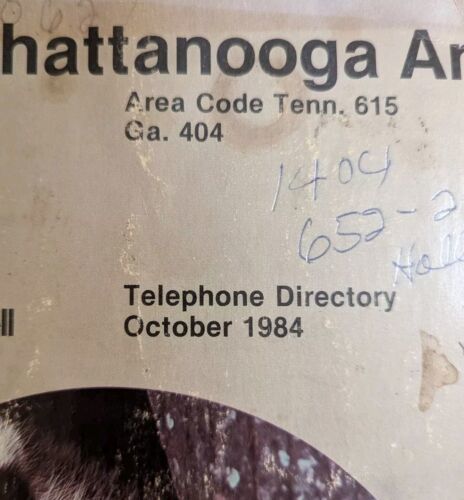 hattanooga Ar
Area Code Tenn. 615
Ga. 404
1404
652-2
Telephone Directory
October 1984